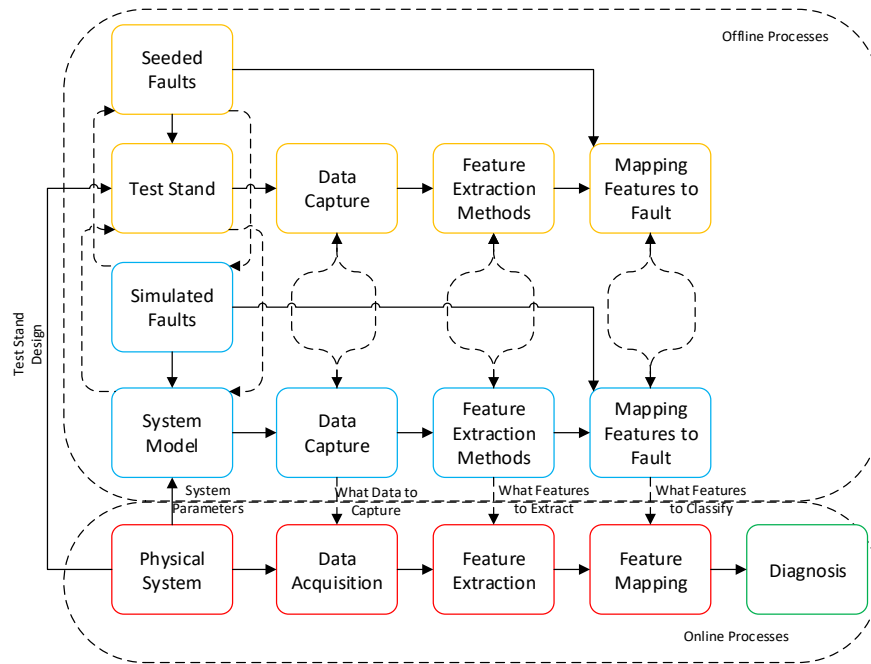 Offline Processes
Seeded
Faults
Test Stand
Data
Capture
Feature
Extraction
Methods
Mapping
Features to
Fault
Simulated
Faults
Test Stand
Design
System
Model
Data
Capture
Feature
Extraction
Methods
Mapping
Features to
Fault
System
Parameters
What Data to
Capture
What Features
to Extract
What Features
to Classify
Physical
System
Data
Acquisition
Feature
Extraction
Feature
Mapping
Diagnosis
Online Processes